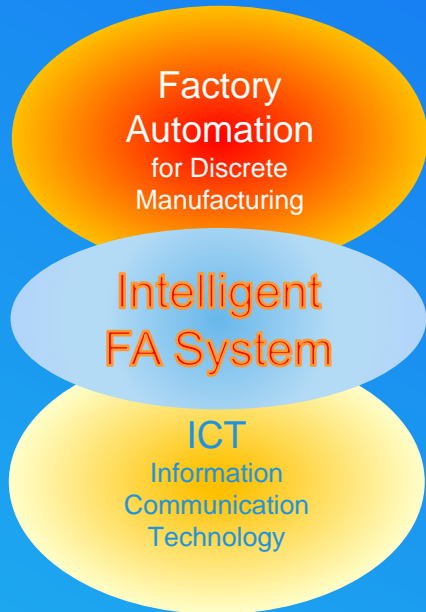 Factory
Automation
for Discrete
Manufacturing
Intelligent
FA System
ICT
Information
Communication
Technology